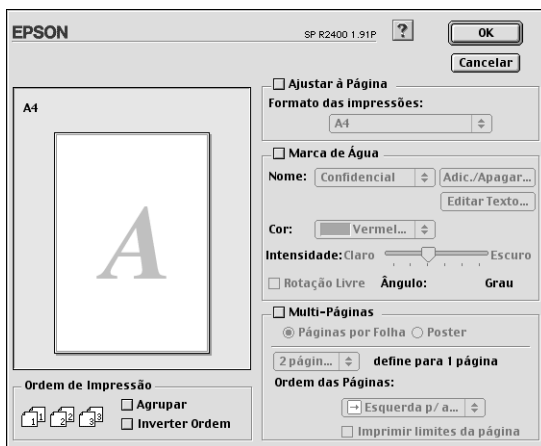 EPSON
SP R2400 1.91P
?
OK
Cancelar
A4
A
Ordem de Impressão
1 1 2 2 3 3
Agrupar
Inverter Ordem
Ajustar à Página
Formato das impressões:
A4
Marca de Água
Nome: Confidencial Adic./Apagar...
Editar Texto...
Cor: Vermel...
Intensidade: Claro Escuro
Rotação Livre Ângulo: Grau
Multi-Páginas
Páginas por Folha Poster
2 págin... define para 1 página
Ordem das Páginas:
Esquerda p/ a...
Imprimir limites da página